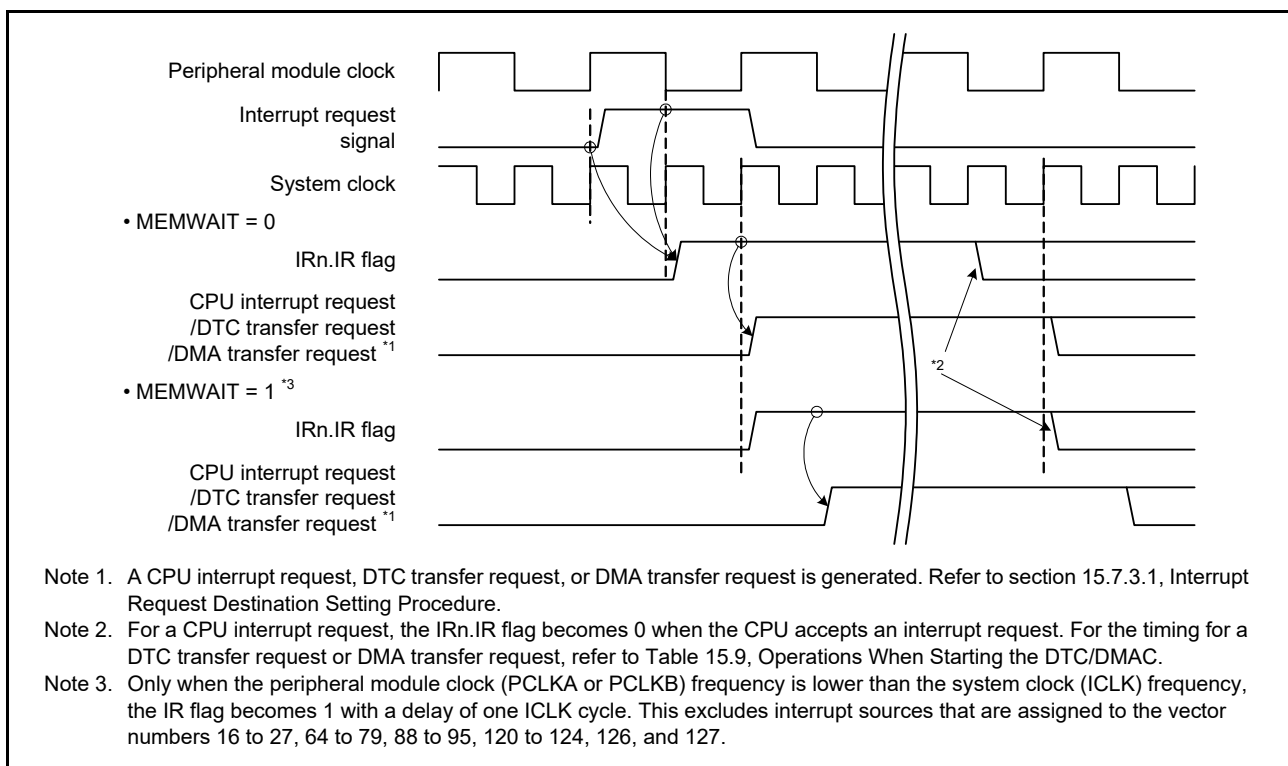 Peripheral module clock
Interrupt request
signal
System clock
• MEMWAIT = 0
IRn.IR flag
CPU interrupt request
/DTC transfer request
/DMA transfer request *1
*2
• MEMWAIT = 1 *3
IRn.IR flag
CPU interrupt request
/DTC transfer request
/DMA transfer request *1
Note 1. A CPU interrupt request, DTC transfer request, or DMA transfer request is generated. Refer to section 15.7.3.1, Interrupt
Request Destination Setting Procedure.
Note 2. For a CPU interrupt request, the IRn.IR flag becomes 0 when the CPU accepts an interrupt request. For the timing for a
DTC transfer request or DMA transfer request, refer to Table 15.9, Operations When Starting the DTC/DMAC.
Note 3. Only when the peripheral module clock (PCLKA or PCLKB) frequency is lower than the system clock (ICLK) frequency,
the IR flag becomes 1 with a delay of one ICLK cycle. This excludes interrupt sources that are assigned to the vector
numbers 16 to 27, 64 to 79, 88 to 95, 120 to 124, 126, and 127.